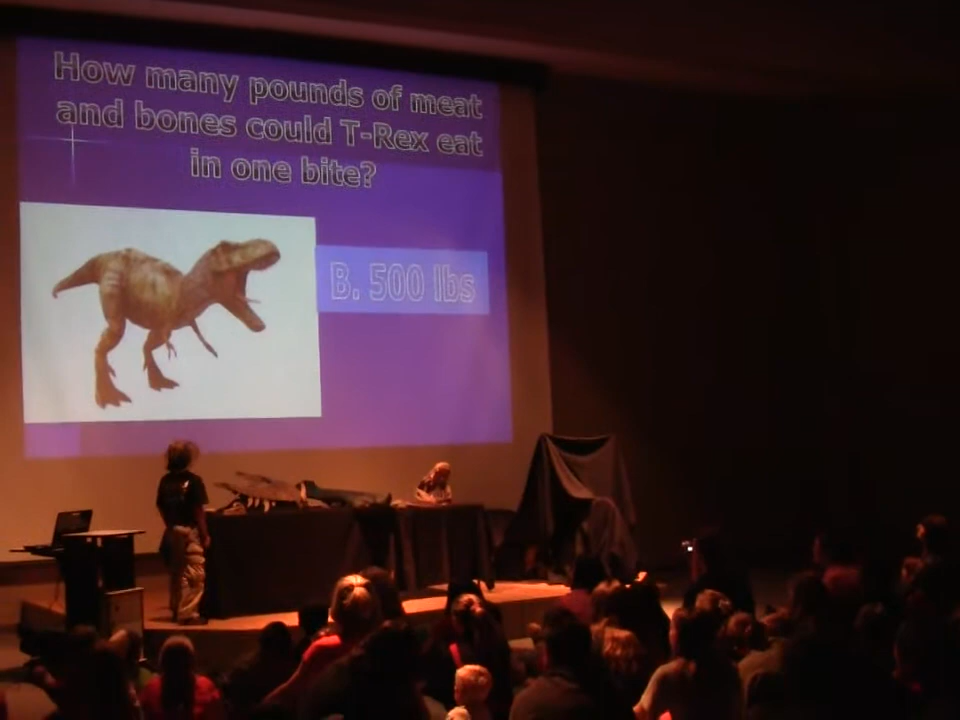 How many pounds of meat
and bones could T-Rex eat
in one bite?
B. 500 lbs